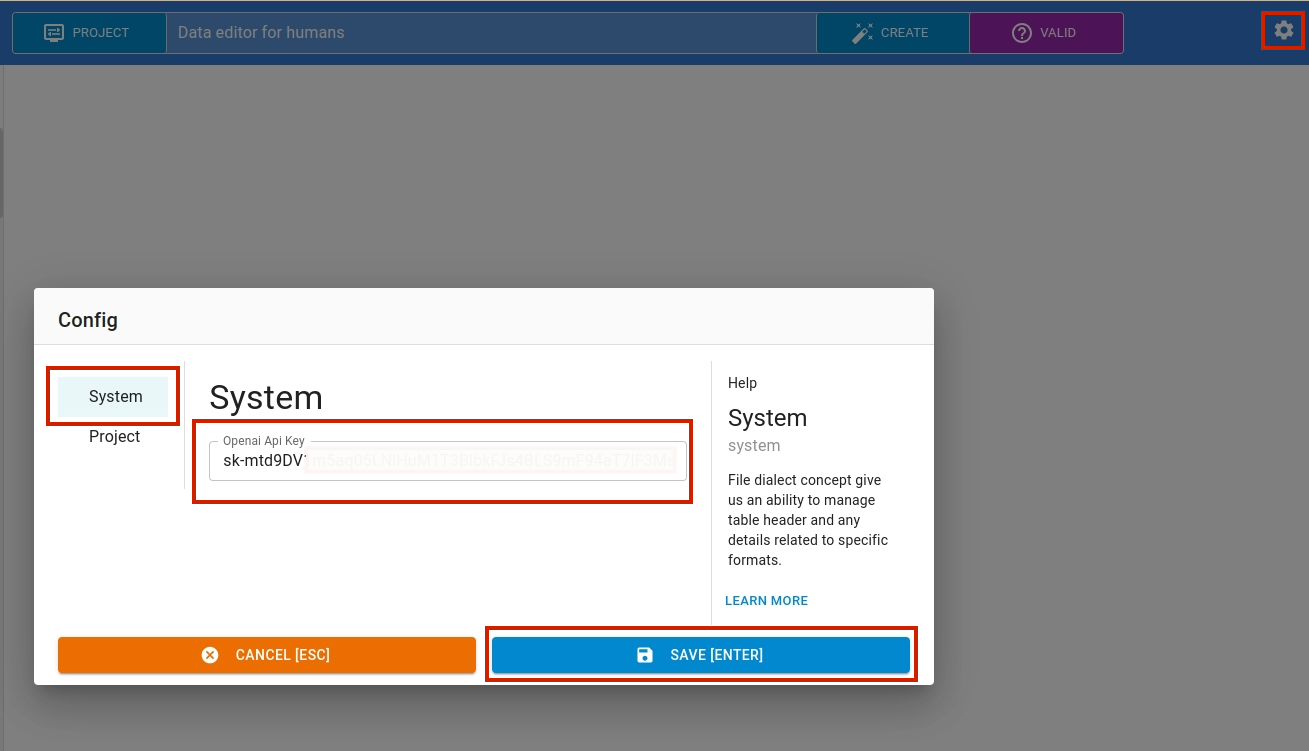 PROJECT
Data editor for humans
CREATE
VALID
Config
System
Project
System
Openai Api Key
sk-mtd9DV
Help
System
system
File dialect concept give
us an ability to manage
table header and any
details related to specific
formats.
LEARN MORE
CANCEL [ESC]
SAVE [ENTER]